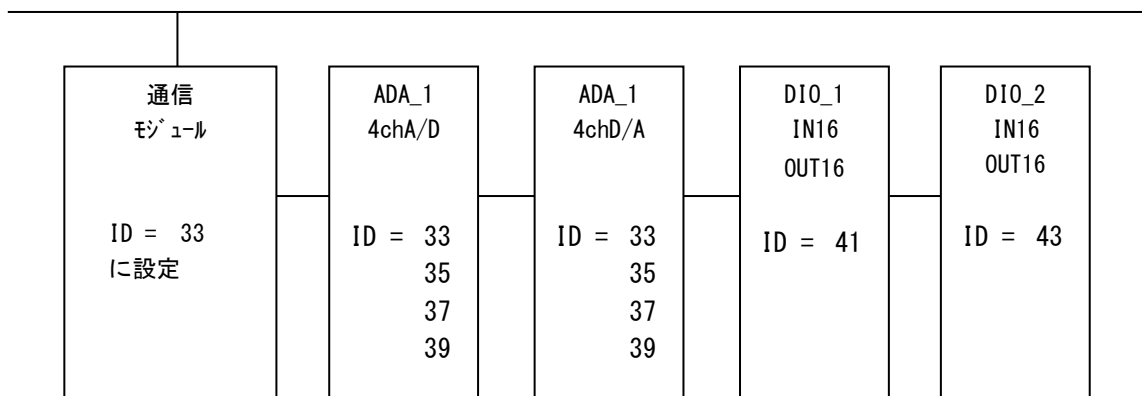 通信
ﾓｼﾞｭｰﾙ
ID = 33
に設定
ADA_1
4chA/D
ID = 33
35
37
39
ADA_1
4chD/A
ID = 33
35
37
39
DIO_1
IN16
OUT16
ID = 41
DIO_2
IN16
OUT16
ID = 43